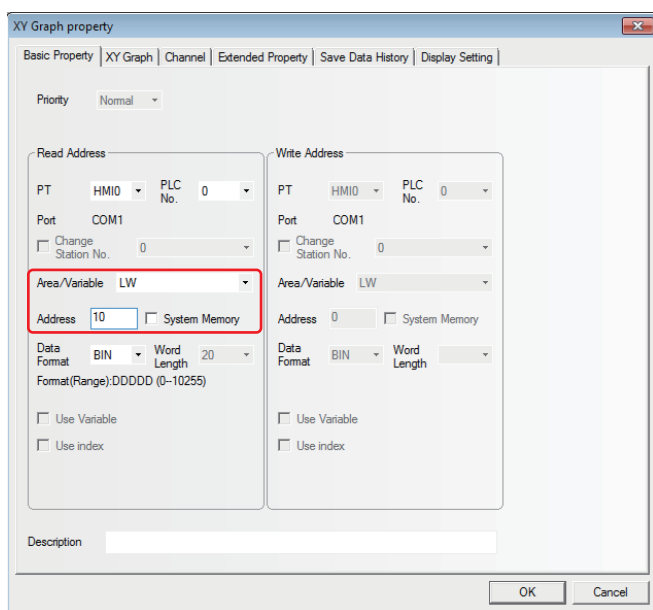 XY Graph property
Basic Property XY Graph Channel Extended Property Save Data History Display Setting
Priority Normal
Read Address
PT HMI0 PLC No. 0
Port COM1
Change Station No. 0
Area/Variable LW
Address 10 System Memory
Data Format BIN Word Length 20
Format(Range):DDDDD (0--10255)
Use Variable
Use index
Write Address
PT HMI0 PLC No. 0
Port COM1
Change Station No. 0
Area/Variable LW
Address 0 System Memory
Data Format BIN Word Length
Use Variable
Use index
Description
OK Cancel